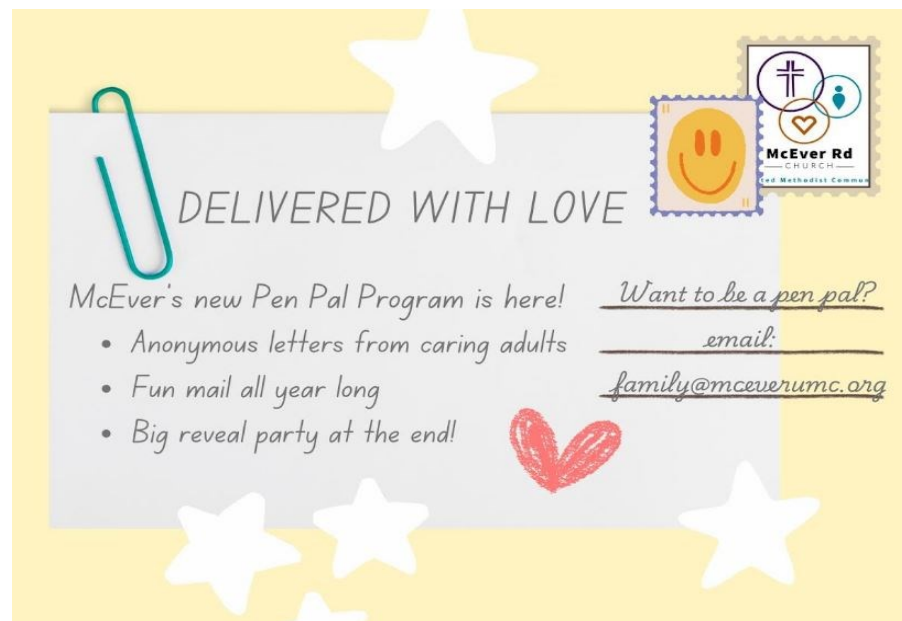 McEver Rd
CHURCH
ed Methodist Commun
DELIVERED WITH LOVE
McEver's new Pen Pal Program is here!
• Anonymous letters from caring adults
• Fun mail all year long
• Big reveal party at the end!
Want to be a pen pal?
email:
family@mceverumc.org